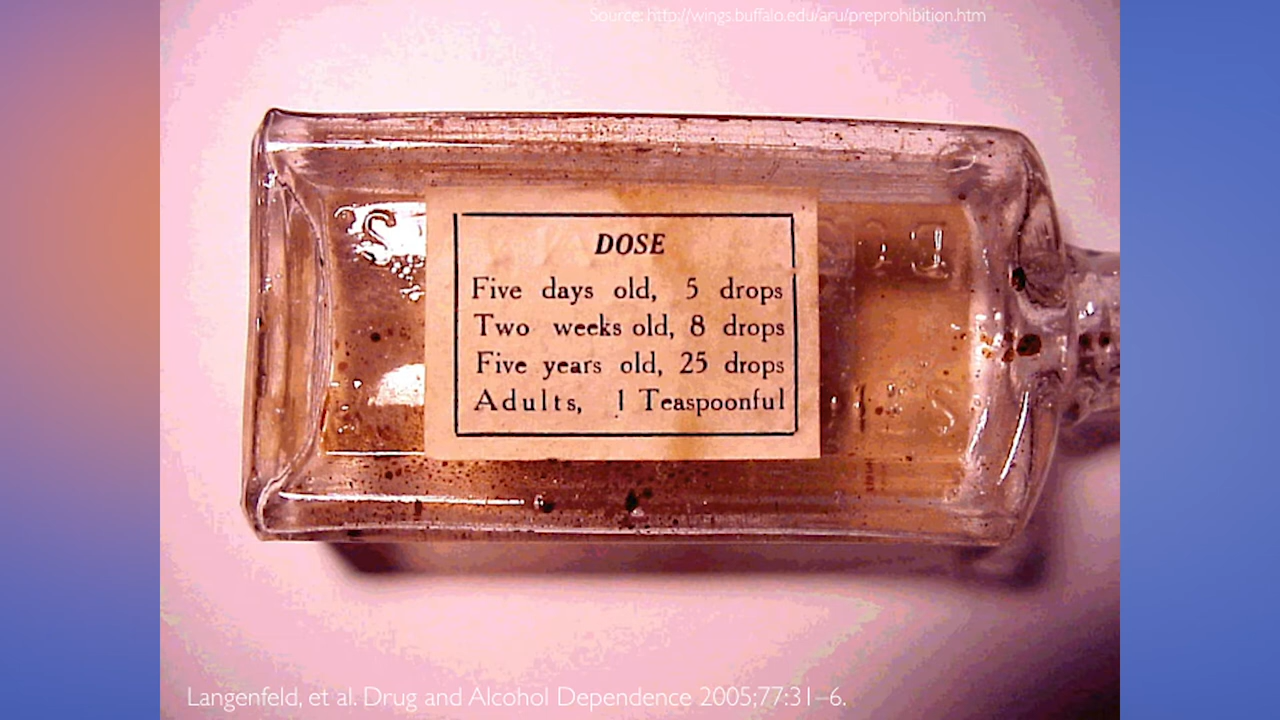 Source: http://wings.buffalo.edu/aru/preprohibition.htm
DOSE
Five days old, 5 drops
Two weeks old, 8 drops
Five years old, 25 drops
Adults, 1 Teaspoonful
Langenfeld, et al. Drug and Alcohol Dependence 2005;77:31–6.